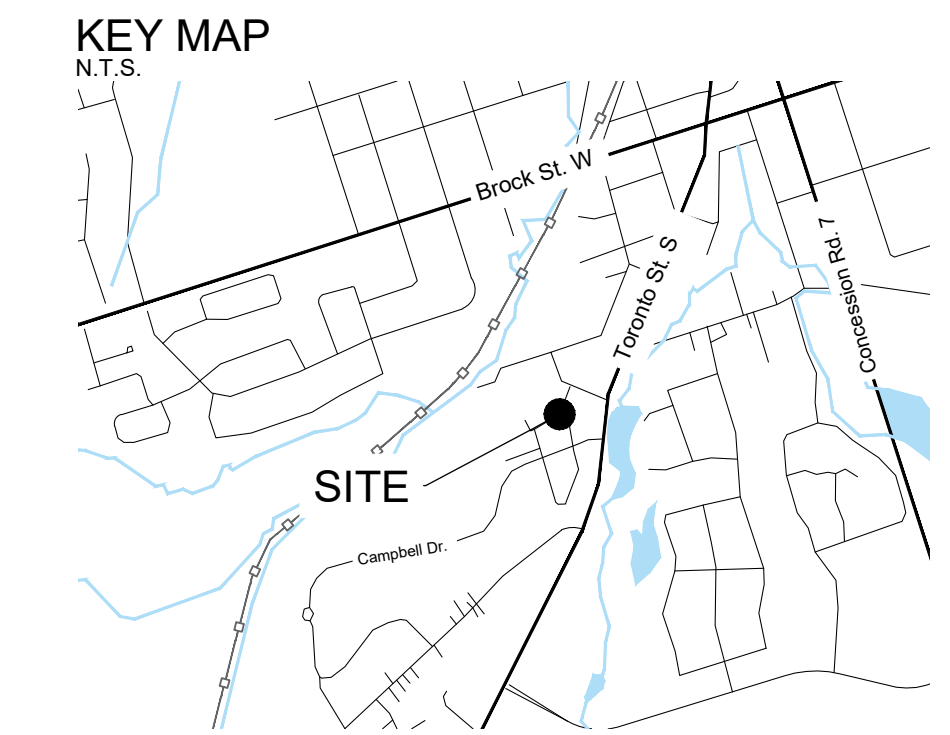 KEY MAP
N.T.S.
Brock St. W
Toronto St. S
Concession Rd. 7
SITE
Campbell Dr.